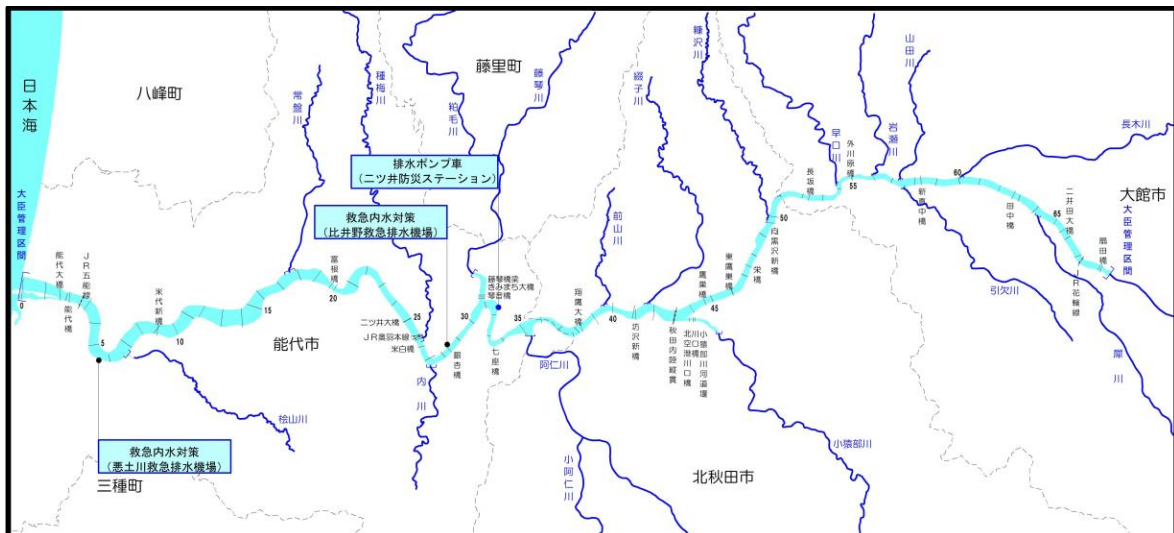 日本海
八峰町
藤里町
能代市
三種町
北秋田市
大館市
大臣管理区間
大臣管理区間
常盤川
種梅川
粕毛川
藤琴川
綴子川
糠沢川
早口川
岩瀬川
山田川
長木川
前山川
引欠川
犀川
小猿部川
阿仁川
小阿仁川
内川
桧山川
排水ポンプ車
(二ツ井防災ステーション)
救急内水対策
(比井野救急排水機場)
救急内水対策
(悪土川救急排水機場)
能代大橋
能代橋
JR五能線
米代新橋
富根橋
二ツ井大橋
JR奥羽本線
米白橋
銀杏橋
藤琴橋梁
きみまち大橋
琴音橋
七座橋
翔鷹大橋
坊沢新橋
秋田内陸縦貫
北空港川口橋
川口橋
小猿部川河道堰
鷹巣橋
東鷹巣橋
栄橋
向黒沢新橋
長坂橋
外川原橋
新真中橋
田中橋
二井田大橋
JR花輪線
扇田橋
0
5
10
15
20
25
30
35
40
40
45
50
55
60
65